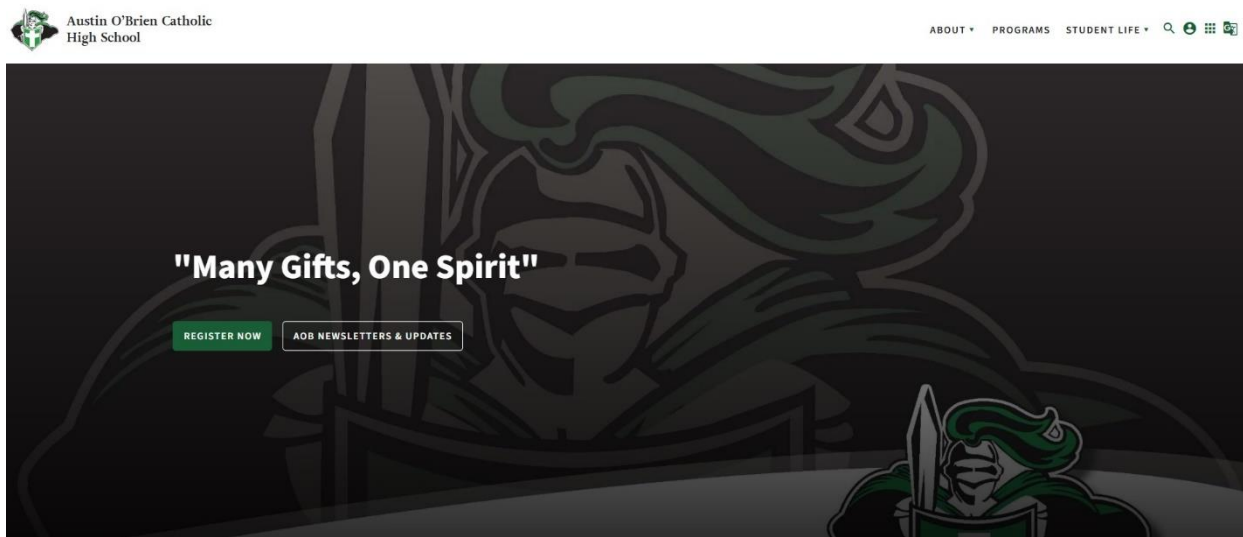 Austin O'Brien Catholic
High School
ABOUT PROGRAMS STUDENT LIFE
"Many Gifts, One Spirit"
REGISTER NOW AOB NEWSLETTERS & UPDATES